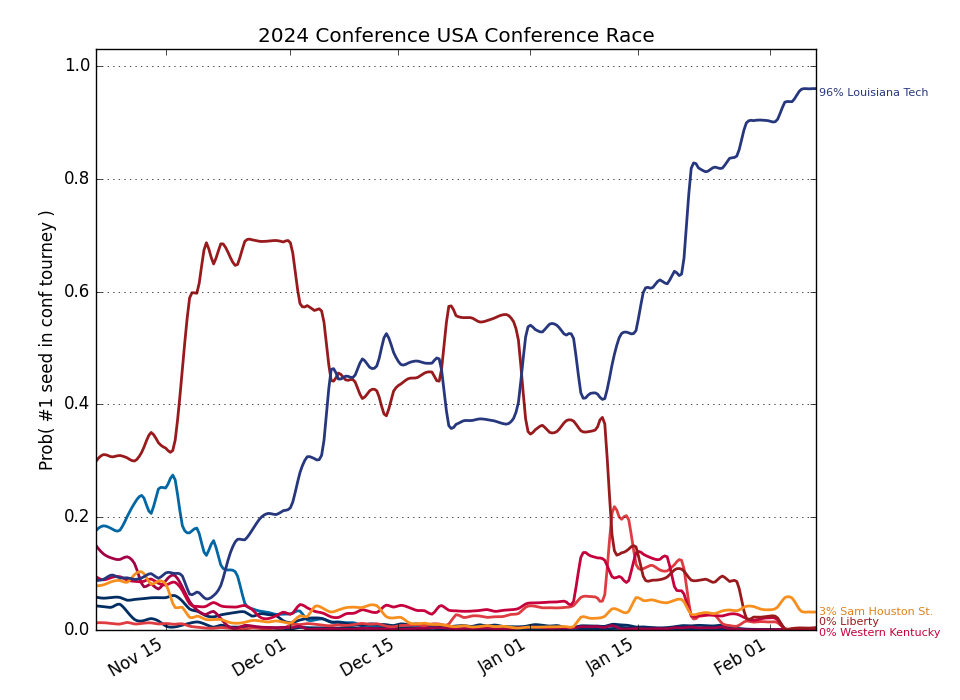 2024 Conference USA Conference Race
Prob( #1 seed in conf tourney )
1.0
0.8
0.6
0.4
0.2
0.0
96% Louisiana Tech
3% Sam Houston St.
0% Liberty
0% Western Kentucky
Nov 15
Dec 01
Dec 15
Jan 01
Jan 15
Feb 01